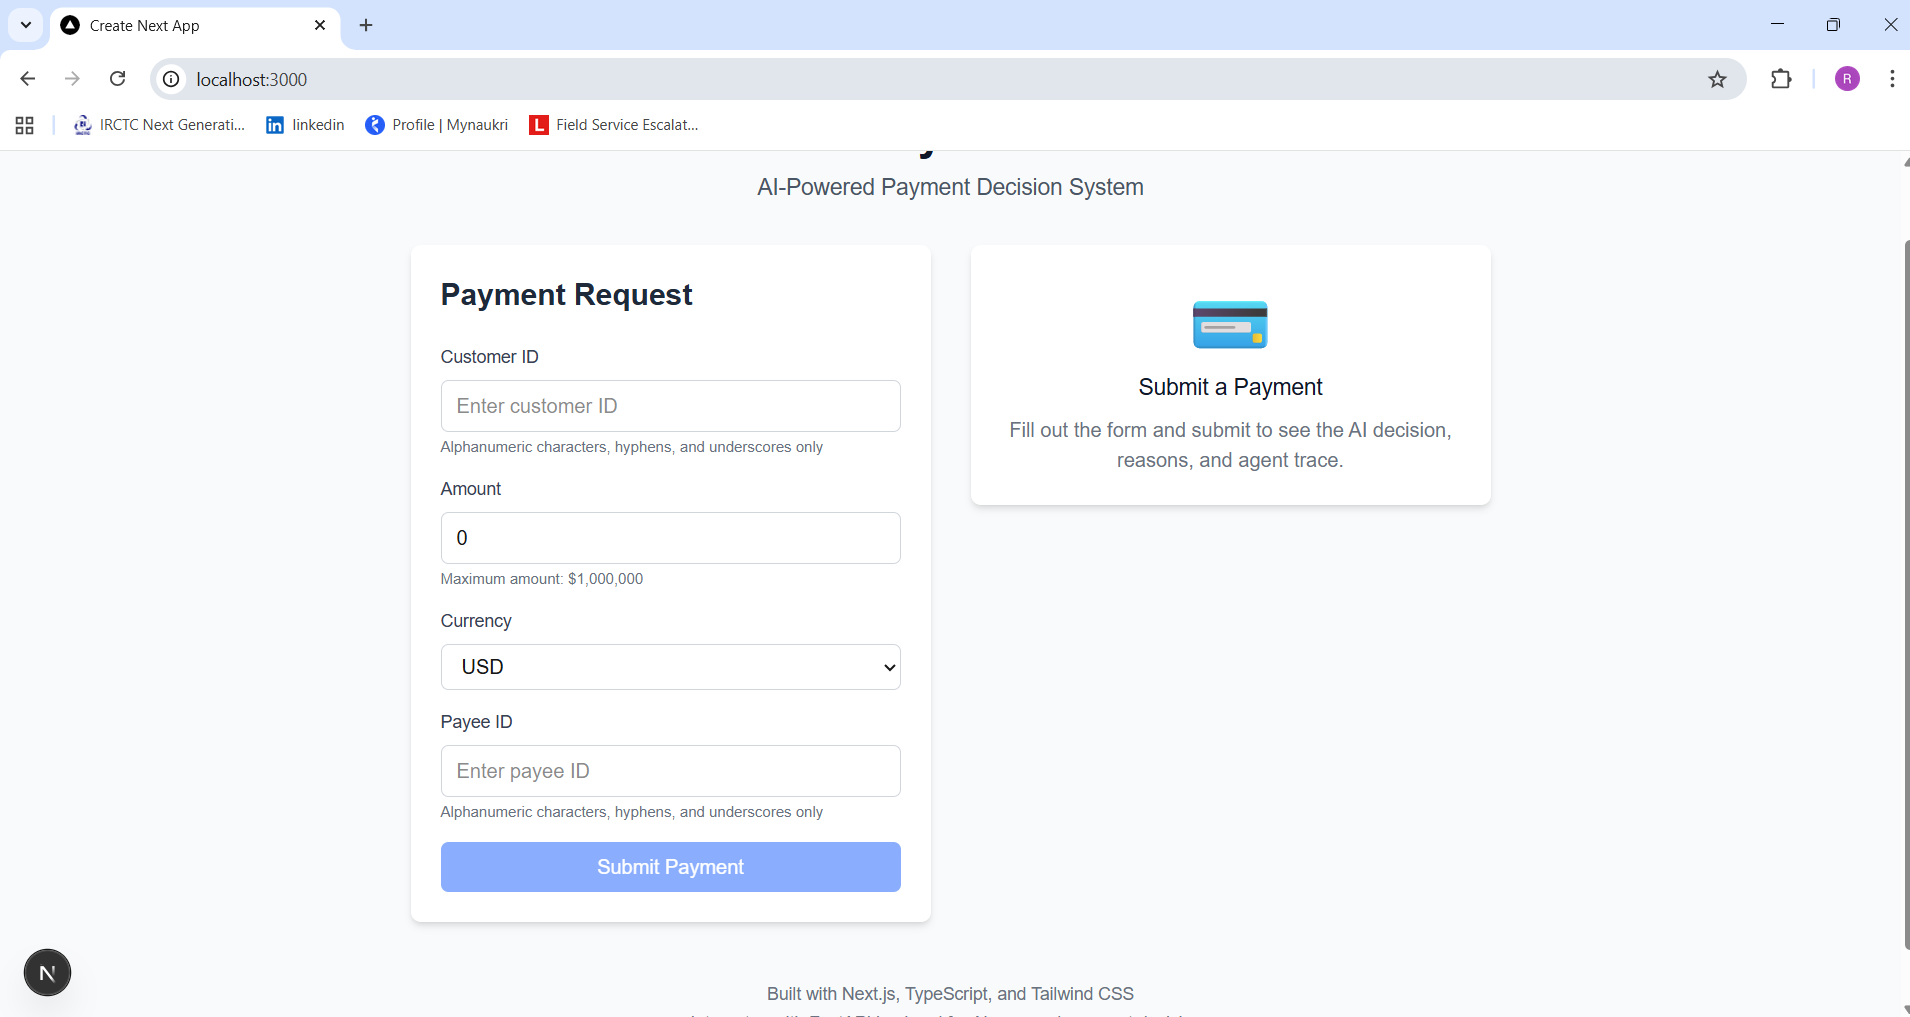 Create Next App
localhost:3000
R
IRCTC Next Generati...
linkedin
Profile | Mynaukri
Field Service Escalat...
AI-Powered Payment Decision System
Payment Request
Customer ID
Enter customer ID
Alphanumeric characters, hyphens, and underscores only
Amount
0
Maximum amount: $1,000,000
Currency
USD
Payee ID
Enter payee ID
Alphanumeric characters, hyphens, and underscores only
Submit Payment
Submit a Payment
Fill out the form and submit to see the AI decision,
reasons, and agent trace.
N
Built with Next.js, TypeScript, and Tailwind CSS